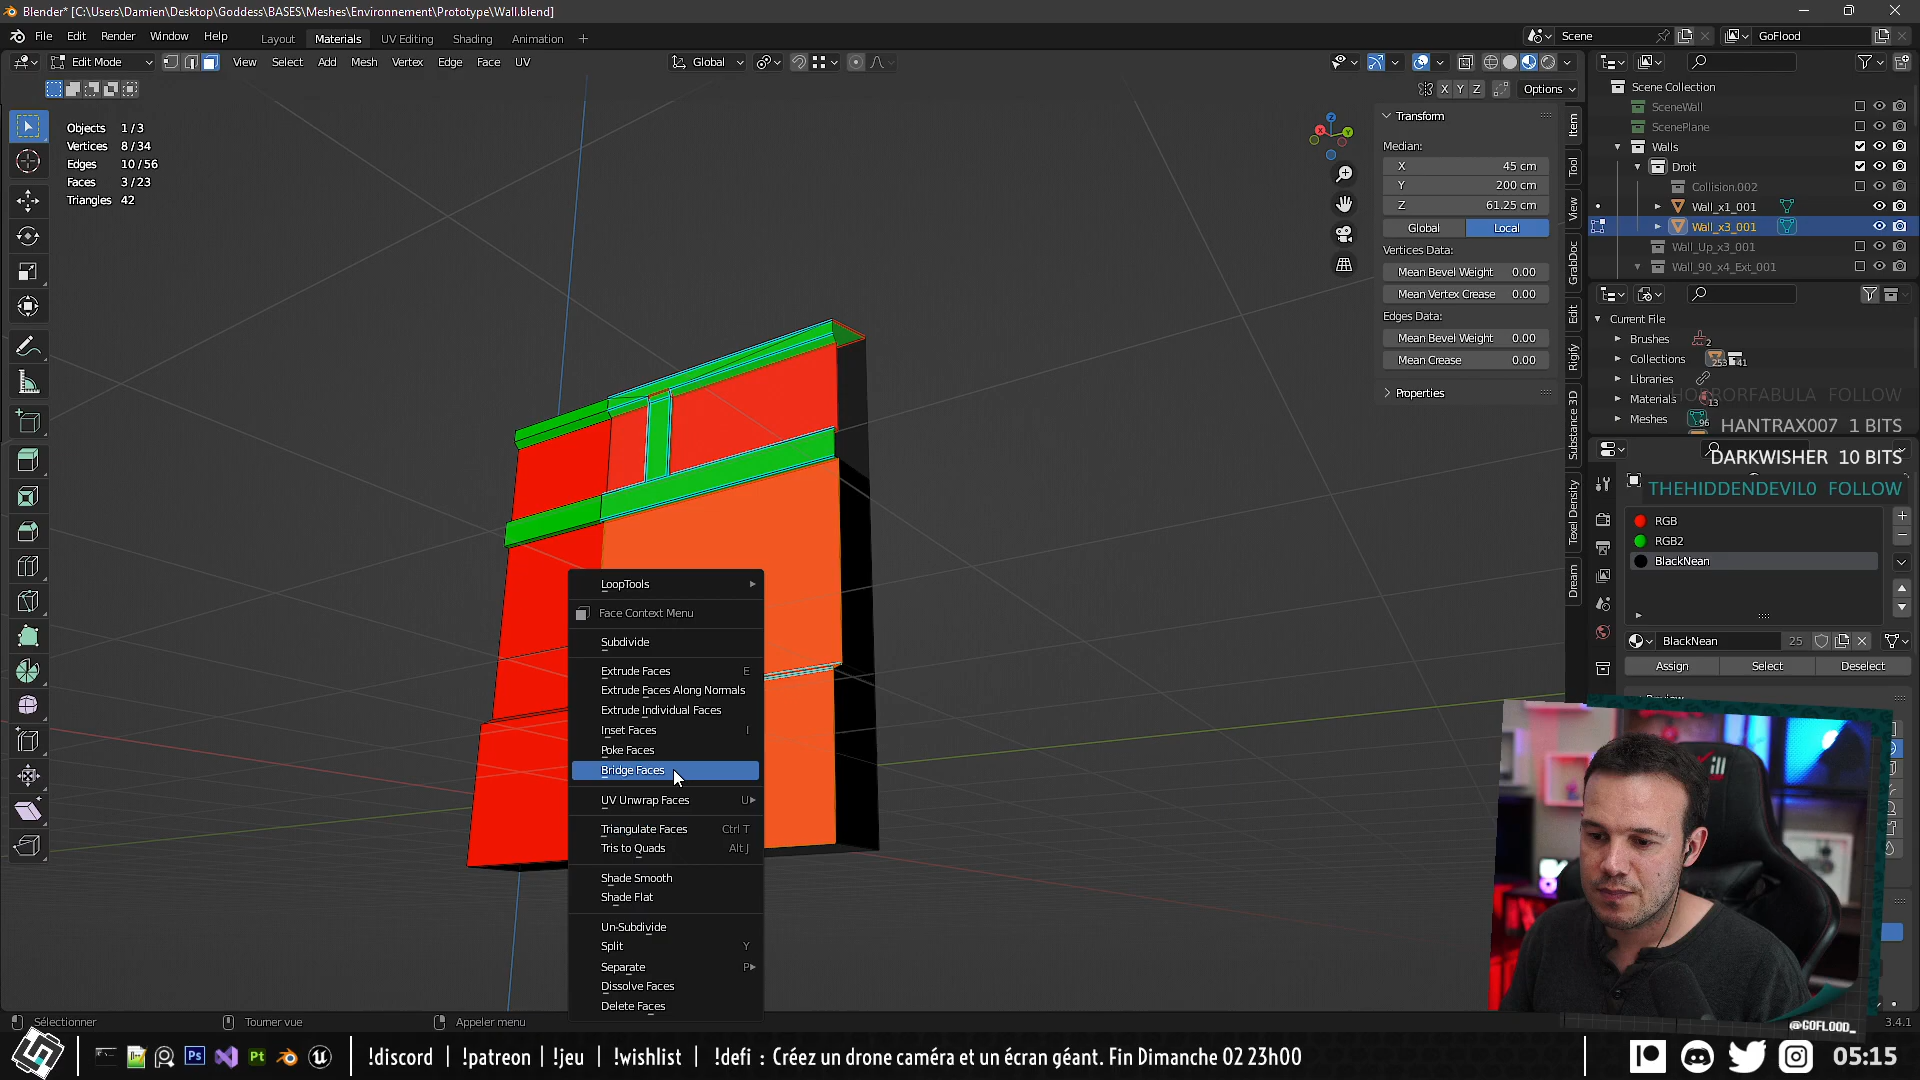 Blender* [C:\Users\Damien\Desktop\Goddess\BASES\Meshes\Environnement\Prototype\Wall.blend]
File Edit Render Window Help
Layout Materials UV Editing Shading Animation +
Scene
GoFlood
Edit Mode
View Select Add Mesh Vertex Edge Face UV
Global
X Y Z
Options
Objects 1/3
Vertices 8/34
Edges 10/56
Faces 3/23
Triangles 42
Transform
Median:
X 45 cm
Y 200 cm
Z 61.25 cm
Global Local
Vertices Data:
Mean Bevel Weight 0.00
Mean Vertex Crease 0.00
Edges Data:
Mean Bevel Weight 0.00
Mean Crease 0.00
Properties
Item
Tool
View
GrabDoc
Edit
Rigify
Substance 3D
Texel Density
Dream
Scene Collection
SceneWall
ScenePlane
Walls
Droit
Collision.002
Wall_x1_001
Wall_x3_001
Wall_Up_x3_001
Wall_90_x4_Ext_001
Current File
Brushes 2
Collections 253 41
Libraries
Materials 13
Meshes 96
HORRORFABULA FOLLOW
HANTRAX007 1 BITS
DARKWISHER 10 BITS
THEHIDDENDEVIL0 FOLLOW
RGB
RGB2
BlackNean
BlackNean 25
Assign Select Deselect
LoopTools
Face Context Menu
Subdivide
Extrude Faces E
Extrude Faces Along Normals
Extrude Individual Faces
Inset Faces I
Poke Faces
Bridge Faces
UV Unwrap Faces U
Triangulate Faces Ctrl T
Tris to Quads Alt J
Shade Smooth
Shade Flat
Un-Subdivide
Split Y
Separate P
Dissolve Faces
Delete Faces
Sélectionner
Tourner vue
Appeler menu
3.4.1
@GOFLOOD_
!discord | !patreon | !jeu | !wishlist | !defi : Créez un drone caméra et un écran géant. Fin Dimanche 02 23h00
05:15